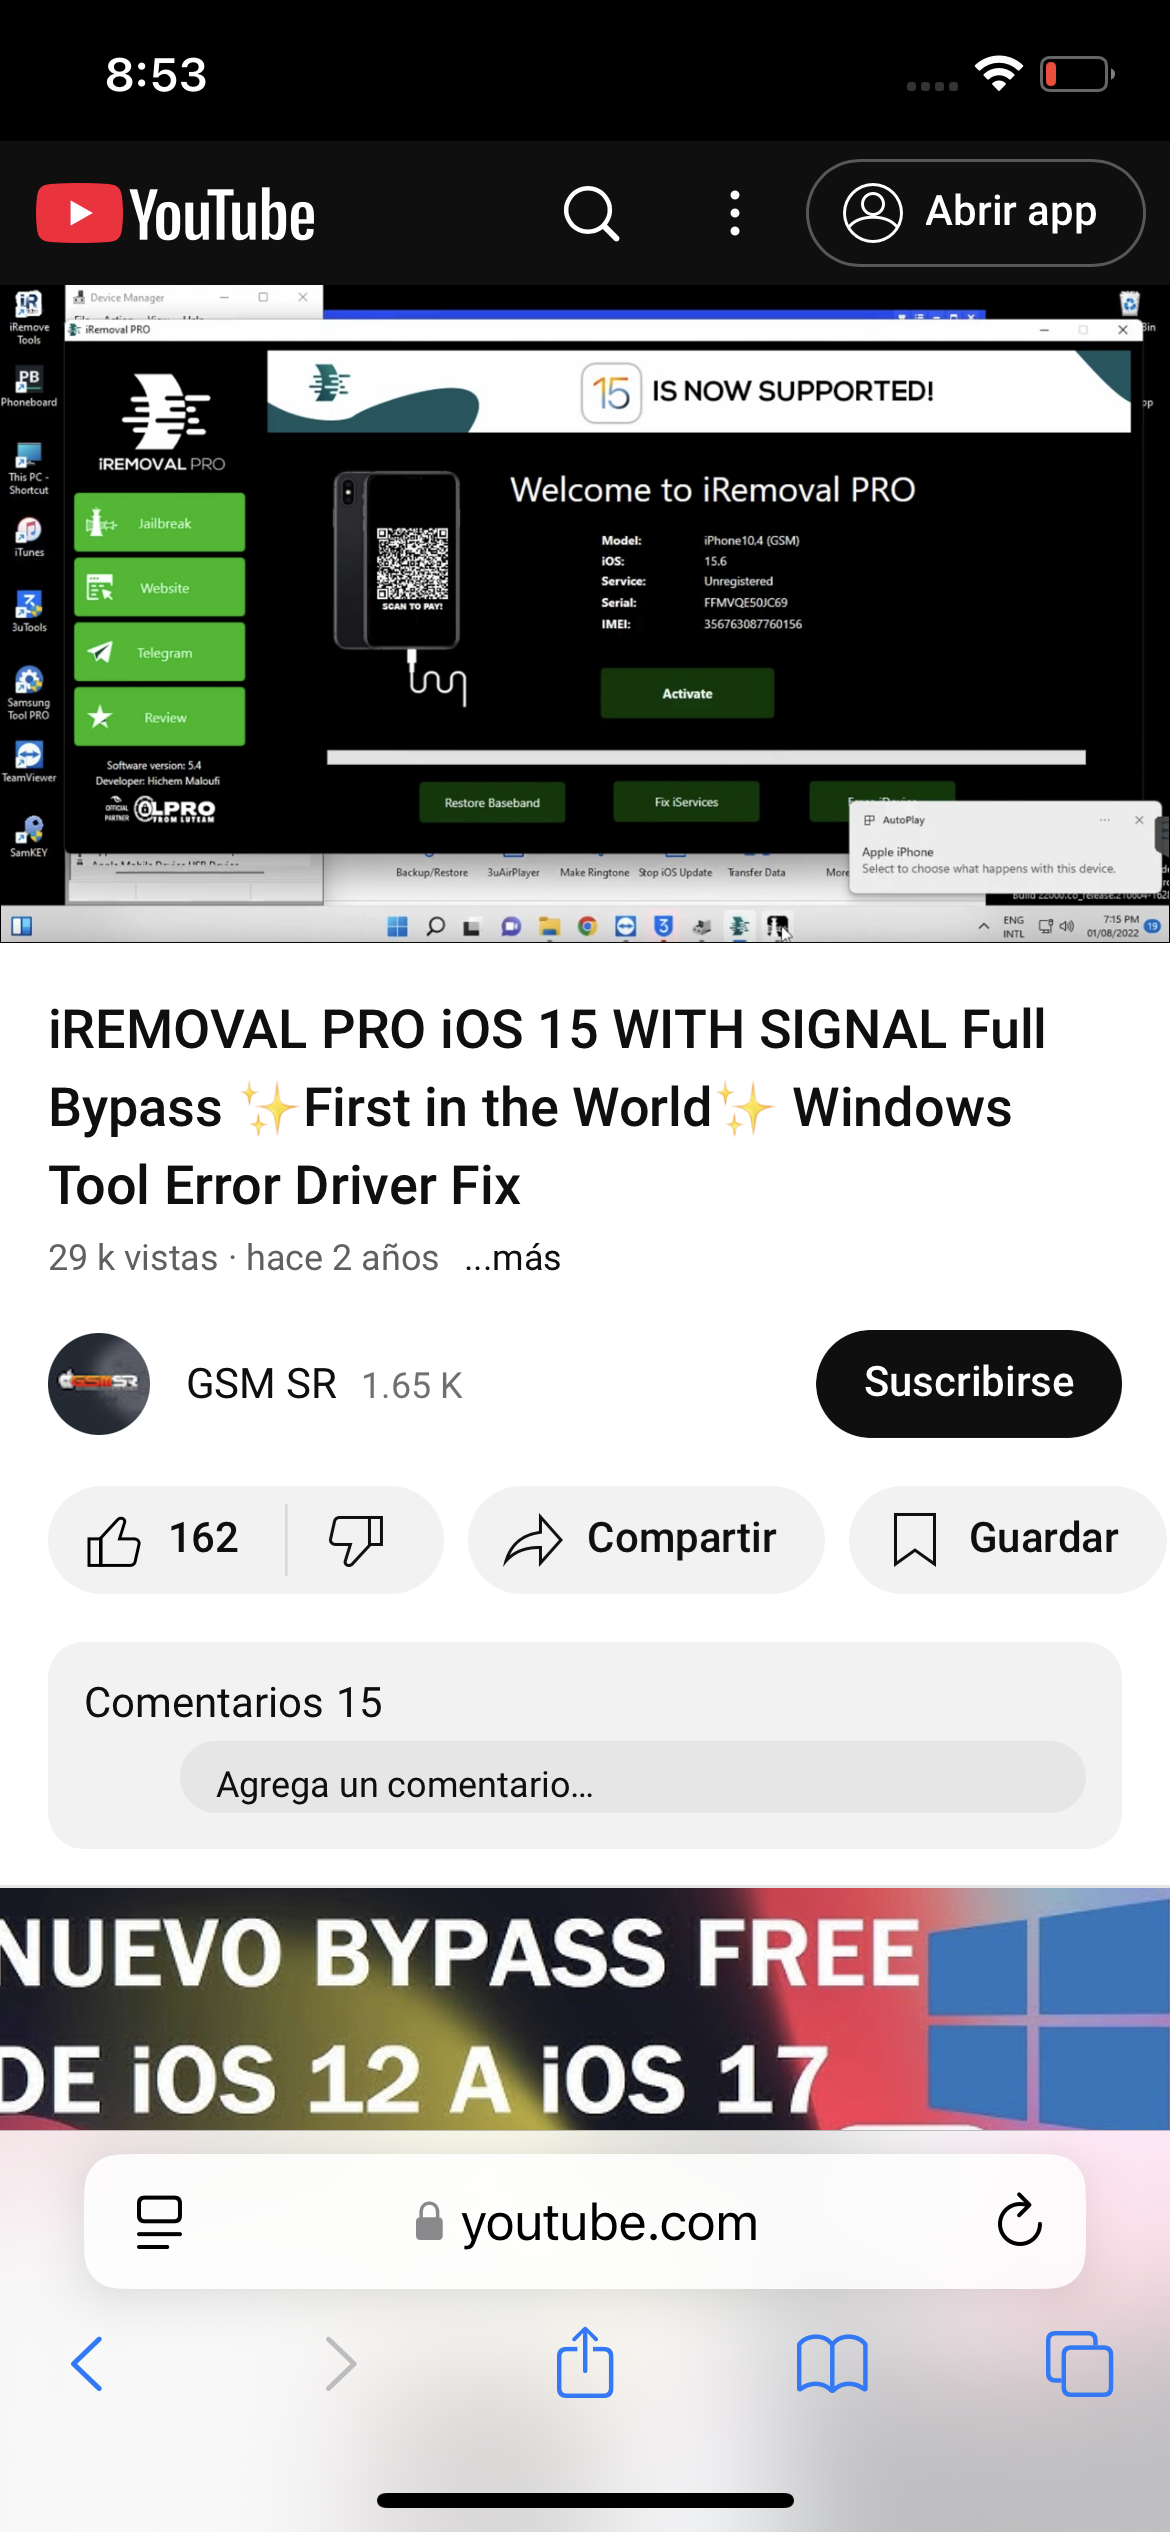 8:53
YouTube
Abrir app
iRemove
Tools
Device Manager
iRemoval PRO
PB
Phoneboard
This PC -
Shortcut
iTunes
3uTools
Samsung
Tool PRO
TeamViewer
SamKEY
15 IS NOW SUPPORTED!
iREMOVAL PRO
Jailbreak
Website
Telegram
Review
Software version: 5.4
Developer: Hichem Maloufi
OFFICIAL
PARTNER
OLPRO
FROM LUTEAM
SCAN TO PAY!
Welcome to iRemoval PRO
Model: iPhone10,4 (GSM)
iOS: 15.6
Service: Unregistered
Serial: FFMVQE50JC69
IMEI: 356763087760156
Activate
Restore Baseband
Fix iServices
AutoPlay
Apple iPhone
Select to choose what happens with this device.
Backup/Restore
3uAirPlayer
Make Ringtone
Stop iOS Update
Transfer Data
More
ENG
INTL
7:15 PM
01/08/2022
19
iREMOVAL PRO iOS 15 WITH SIGNAL Full
Bypass ✨First in the World✨ Windows
Tool Error Driver Fix
29 k vistas · hace 2 años ...más
GSM SR 1.65 K
Suscribirse
162
Compartir
Guardar
Comentarios 15
Agrega un comentario...
NUEVO BYPASS FREE
DE iOS 12 A iOS 17
youtube.com